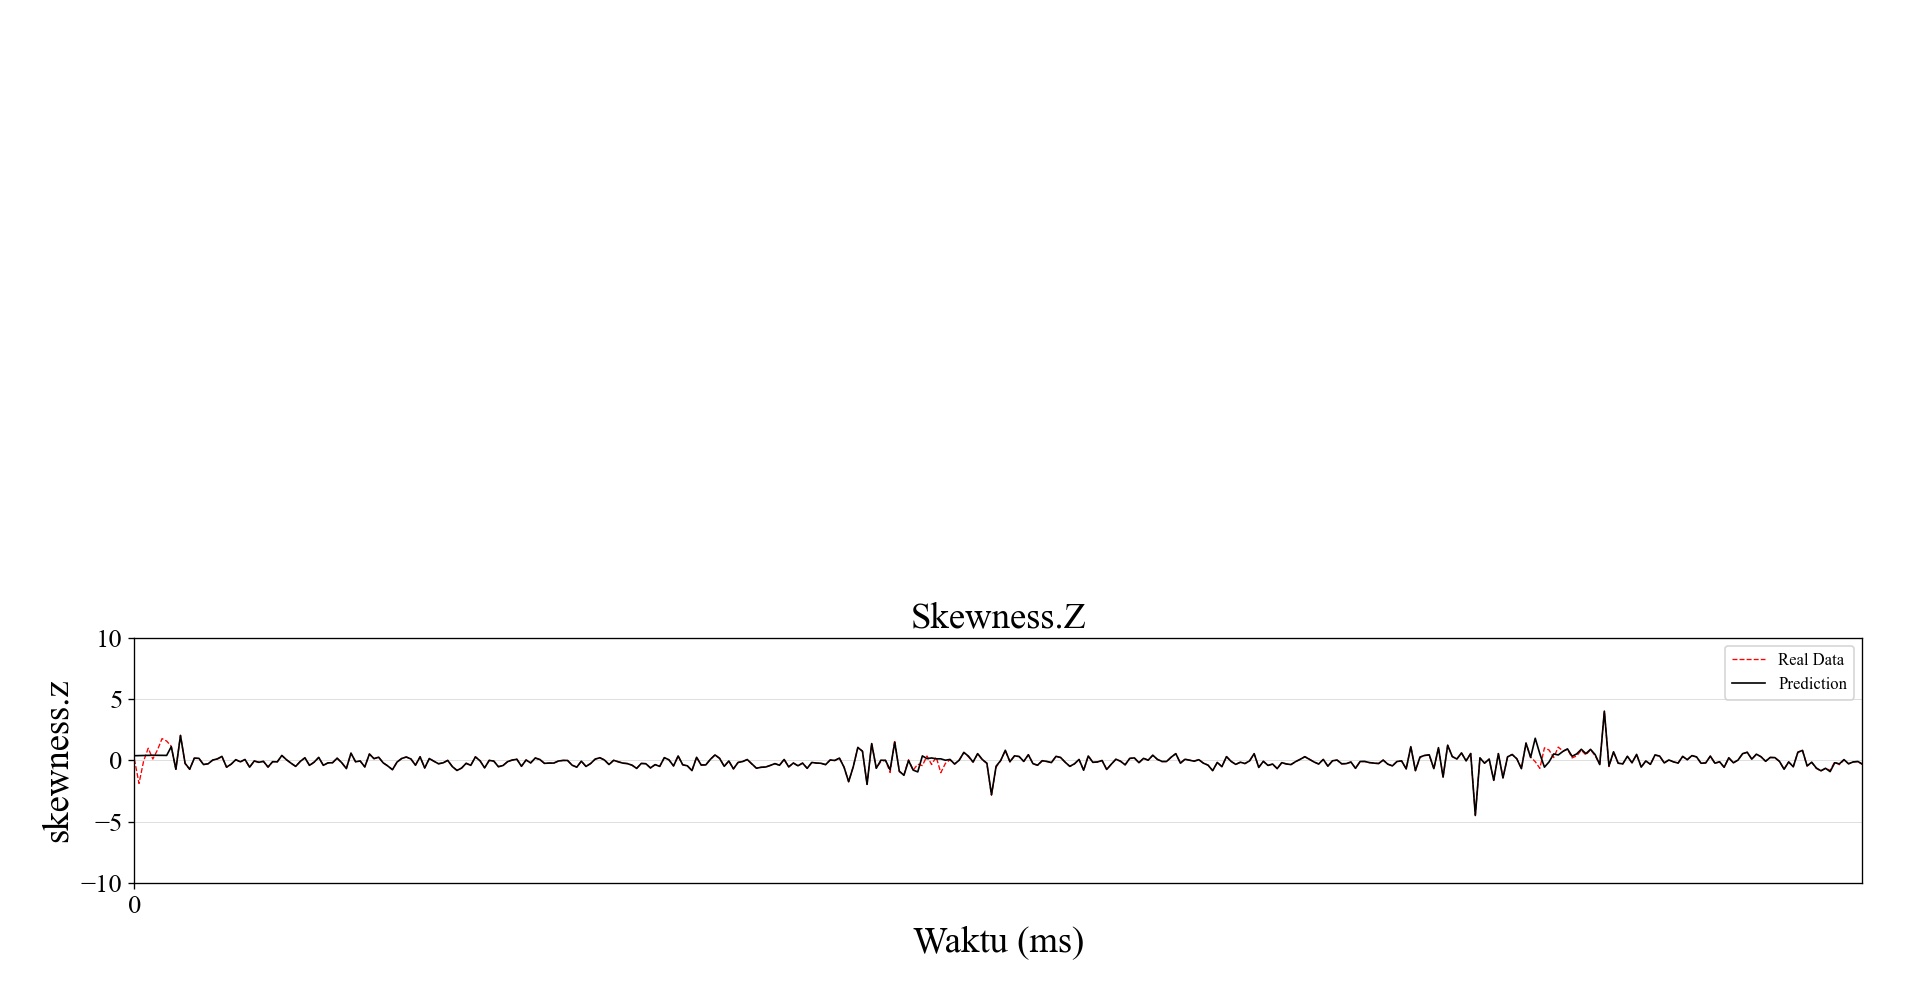 Skewness.Z
10
5
0
−5
−10
skewness.z
Real Data
Prediction
0
Waktu (ms)